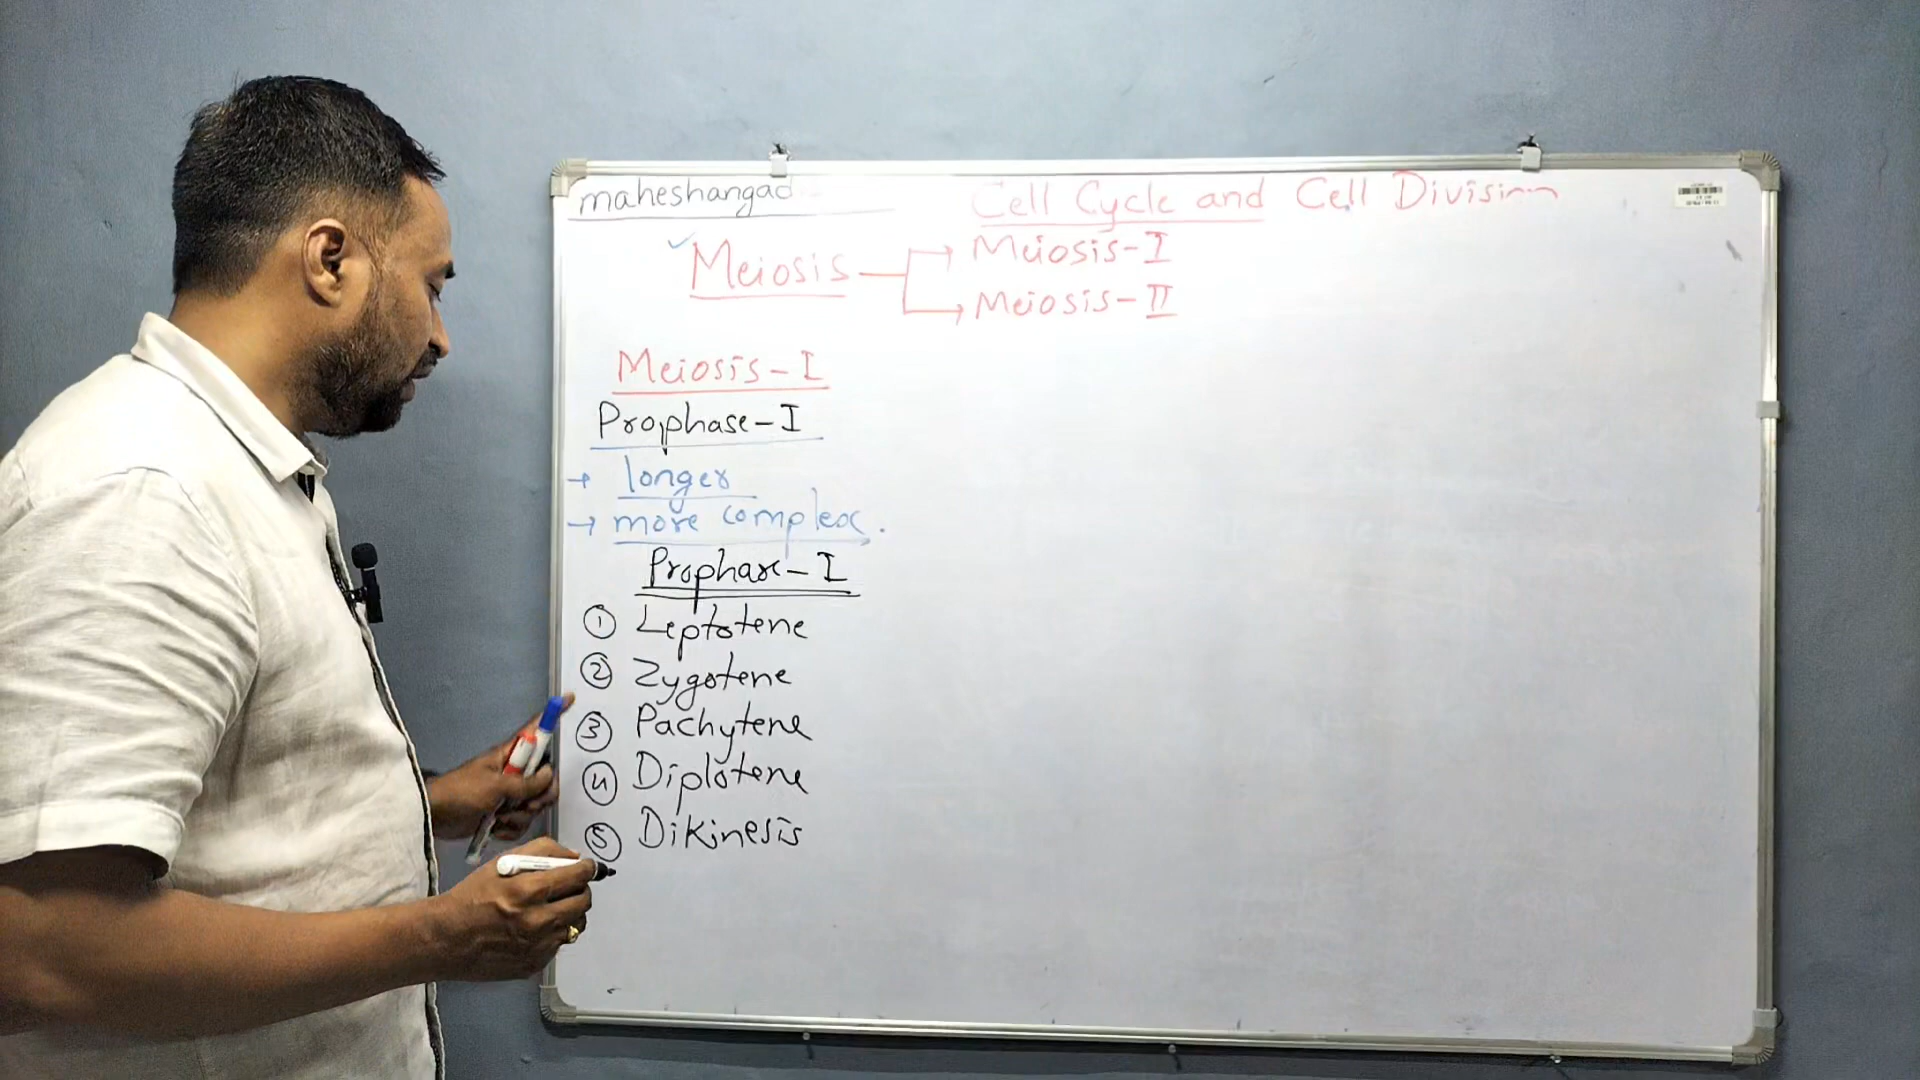 maheshangad
Cell Cycle and Cell Division
Meiosis
Meiosis-I
Meiosis-II
Meiosis-I
Prophase-I
→ longer
→ more complex.
Prophase-I
① Leptotene
② Zygotene
③ Pachytene
④ Diplotene
⑤ Dikinesis